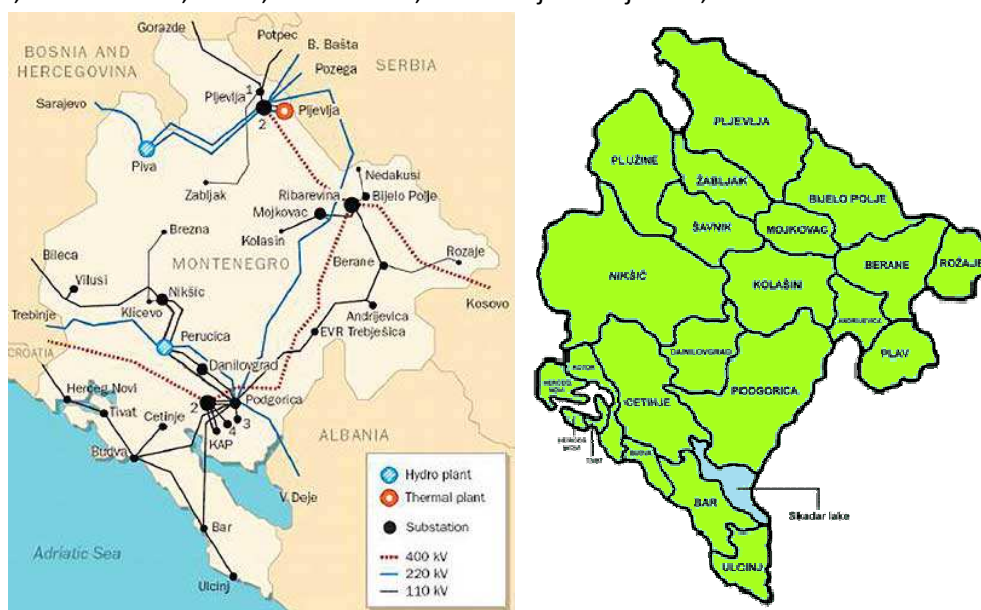 Gorazde
Potpec
B. Bašta
Pozega
BOSNIA AND
HERCEGOVINA
SERBIA
Sarajevo
Pljevlja
1
2
Pljevlja
Piva
Zabljak
Nedakusi
Ribarevina
Bijelo Polje
Mojkovac
Kolasin
Brezna
MONTENEGRO
Berane
Rozaje
Bileca
Vilusi
Nikšic
Klicevo
Kosovo
Andrijevica
EVR Trebješica
Trebinje
Perucica
CROATIA
Danilovgrad
Herceg Novi
Tivat
Cetinje
2
Podgorica
4
3
KAP
ALBANIA
Budva
V. Deje
Bar
Adriatic Sea
Ulcinj
Hydro plant
Thermal plant
Substation
400 kV
220 kV
110 kV
PLJEVLJA
PLUŽINE
ŽABLJAK
BIJELO POLJE
ŠAVNIK
MOJKOVAC
NIKŠIĆ
KOLAŠIN
BERANE
ROŽAJE
ANDRIJEVICA
PLAV
DAINILOVGRAD
PODGORICA
KOTOR
HERCEG
CETINJE
TIVAT
BUDVA
BAR
Skadar lake
ULCINJ